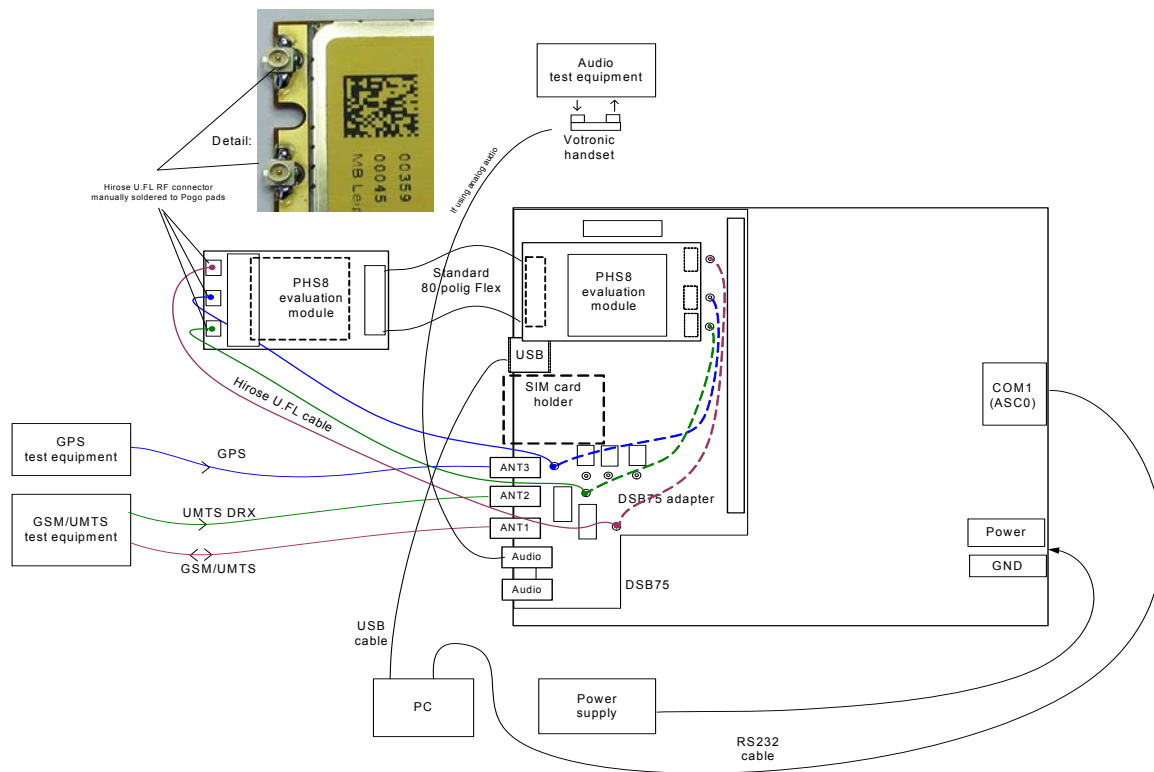 Audio
test equipment
Votronic
handset
Detail:
Hirose U.FL RF connector
manually soldered to Pogo pads
00359
00045
MB Leip
If using analog audio
PHS8
evaluation
module
Standard
80 polig Flex
PHS8
evaluation
module
USB
SIM card
holder
COM1
(ASC0)
Hirose U.FL cable
GPS
test equipment
GPS
ANT3
GSM/UMTS
test equipment
UMTS DRX
ANT2
DSB75 adapter
ANT1
GSM/UMTS
Audio
Audio
DSB75
Power
GND
USB
cable
PC
Power
supply
RS232
cable